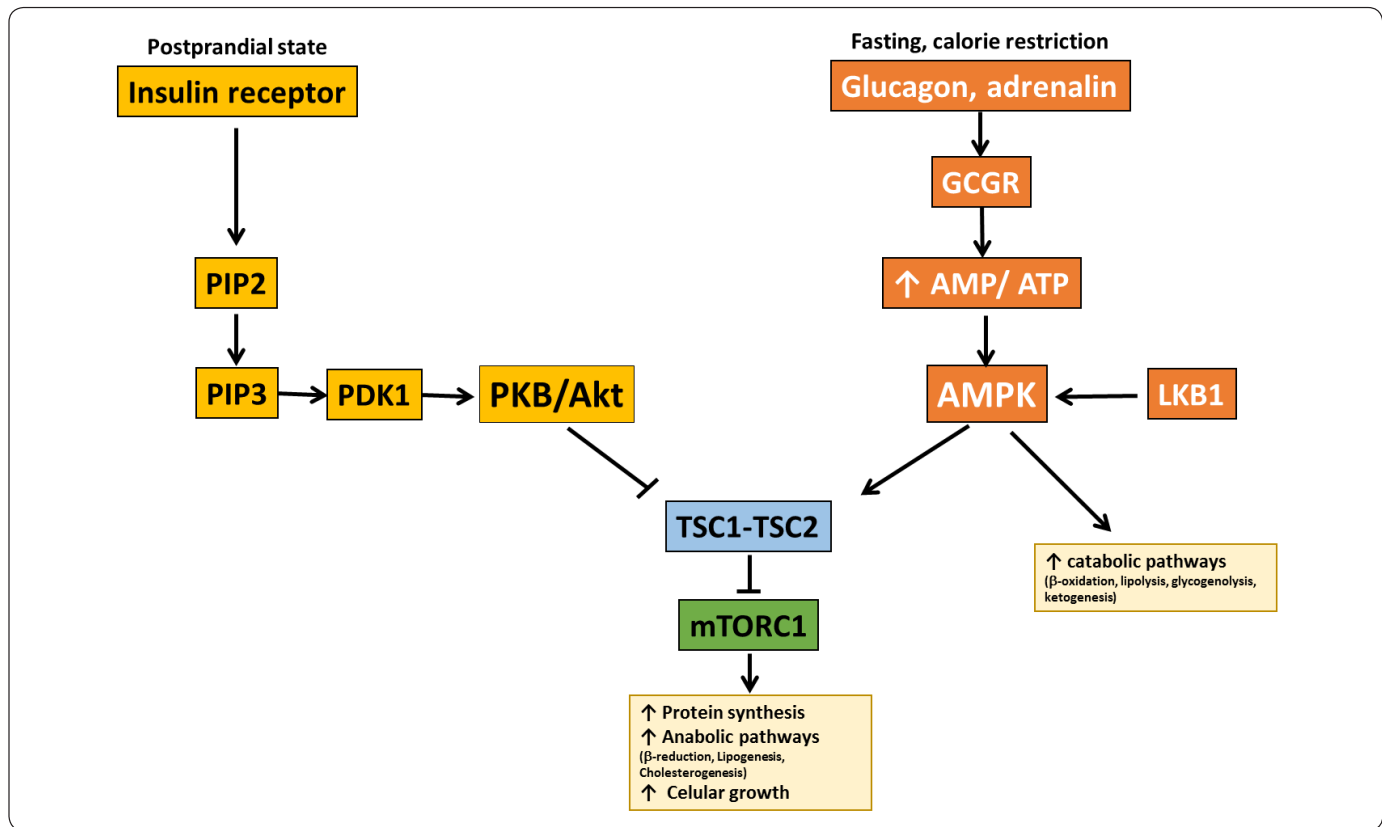 Postprandial state
Insulin receptor
PIP2
PIP3
PDK1
PKB/Akt
Fasting, calorie restriction
Glucagon, adrenalin
GCGR
↑ AMP/ ATP
AMPK
LKB1
TSC1-TSC2
mTORC1
↑ Protein synthesis
↑ Anabolic pathways
(β-reduction, Lipogenesis,
Cholesterogenesis)
↑ Celular growth
↑ catabolic pathways
(β-oxidation, lipolysis, glycogenolysis,
ketogenesis)